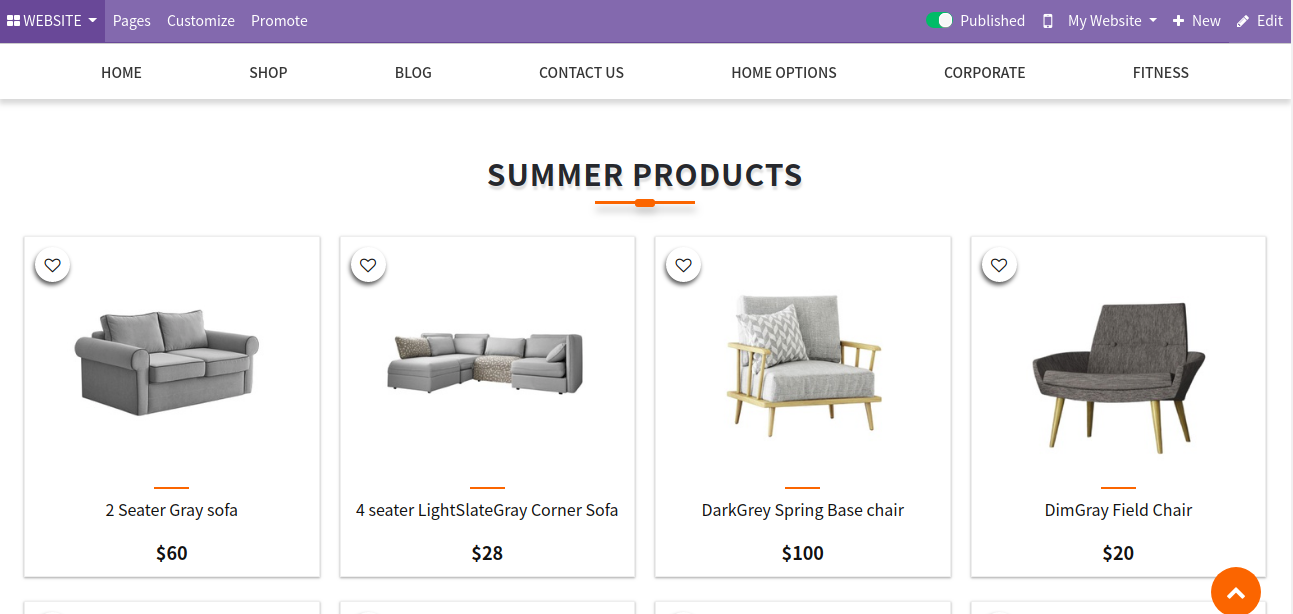 WEBSITE Pages Customize Promote Published My Website New Edit
HOME SHOP BLOG CONTACT US HOME OPTIONS CORPORATE FITNESS
SUMMER PRODUCTS
2 Seater Gray sofa
$60
4 seater LightSlateGray Corner Sofa
$28
DarkGrey Spring Base chair
$100
DimGray Field Chair
$20